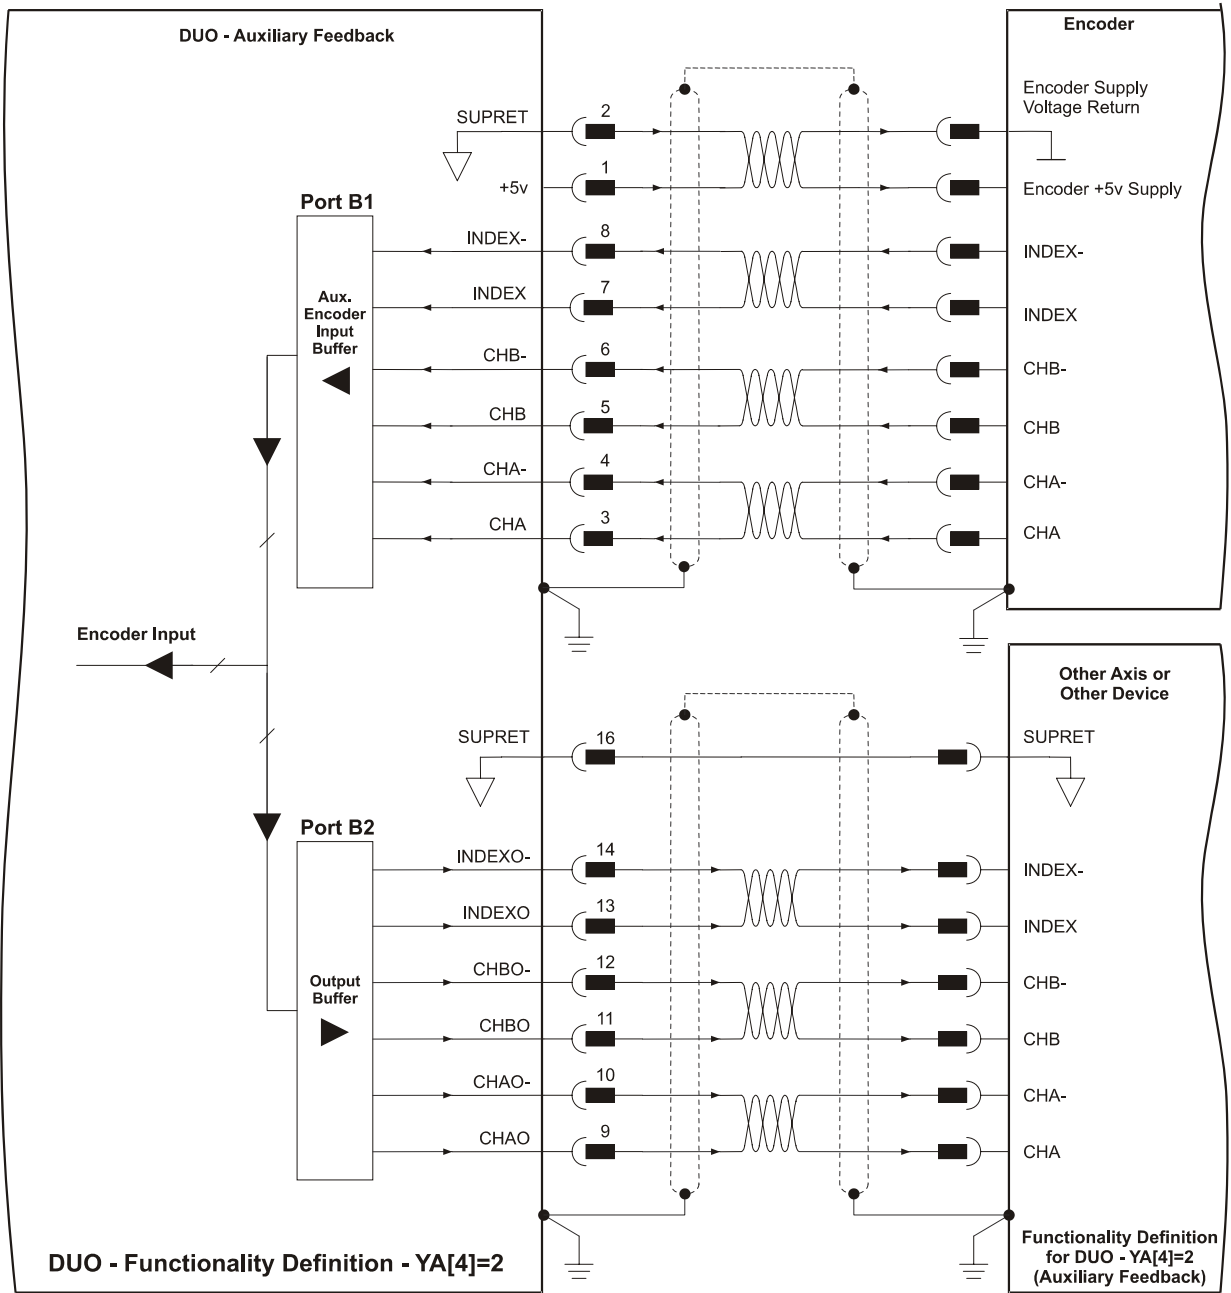 DUO - Auxiliary Feedback
Encoder
SUPRET
2
Encoder Supply
Voltage Return
+5v
1
Encoder +5v Supply
Port B1
INDEX-
8
INDEX-
INDEX
7
INDEX
Aux.
Encoder
Input
Buffer
CHB-
6
CHB-
CHB
5
CHB
CHA-
4
CHA-
CHA
3
CHA
Encoder Input
Other Axis or
Other Device
SUPRET
16
SUPRET
Port B2
INDEXO-
14
INDEX-
INDEXO
13
INDEX
Output
Buffer
CHBO-
12
CHB-
CHBO
11
CHB
CHAO-
10
CHA-
CHAO
9
CHA
DUO - Functionality Definition - YA[4]=2
Functionality Definition
for DUO - YA[4]=2
(Auxiliary Feedback)